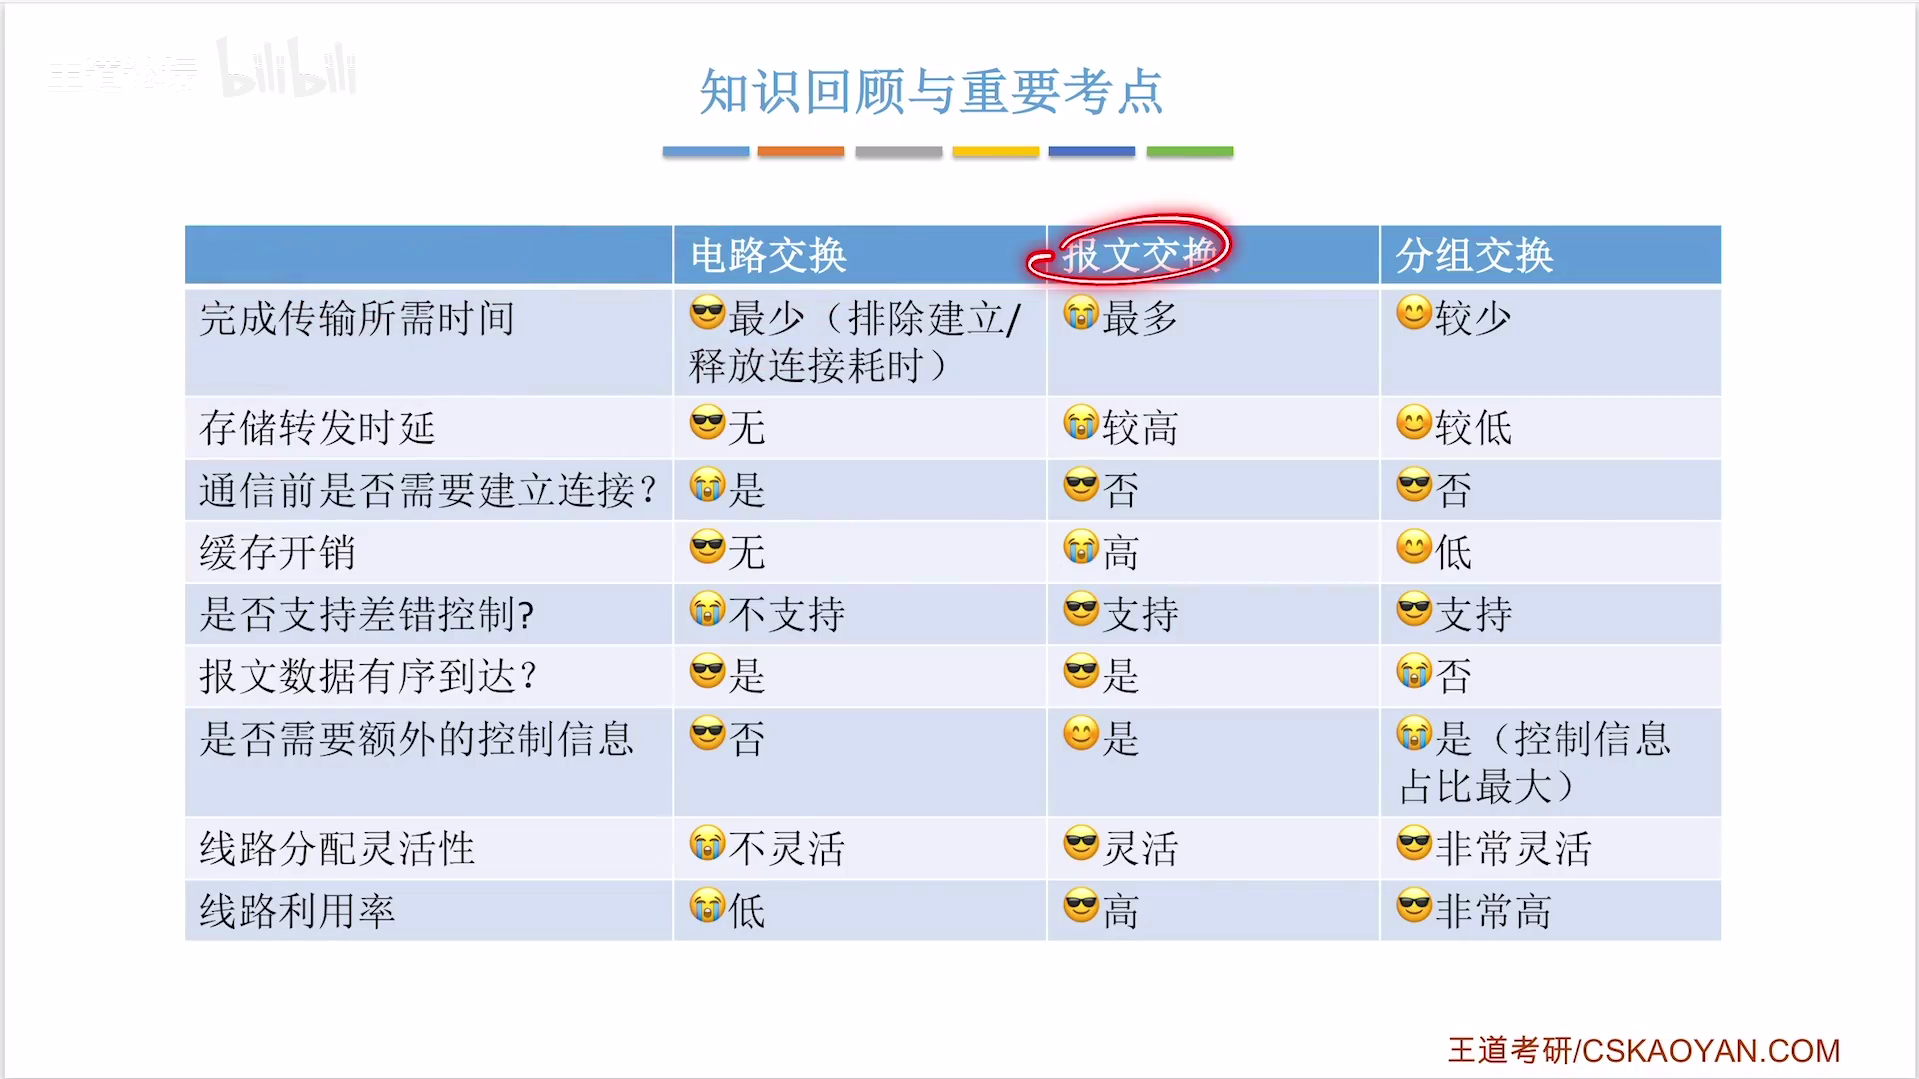 王道论坛 bilibili
知识回顾与重要考点
电路交换 报文交换 分组交换
完成传输所需时间 😎最少（排除建立/ 😭最多 😊较少
释放连接耗时）
存储转发时延 😎无 😭较高 😊较低
通信前是否需要建立连接？ 😭是 😎否 😎否
缓存开销 😎无 😭高 😊低
是否支持差错控制? 😭不支持 😎支持 😎支持
报文数据有序到达？ 😎是 😎是 😭否
是否需要额外的控制信息 😎否 😊是 😭是（控制信息
占比最大）
线路分配灵活性 😭不灵活 😎灵活 😎非常灵活
线路利用率 😭低 😎高 😎非常高
王道考研/CSKAOYAN.COM